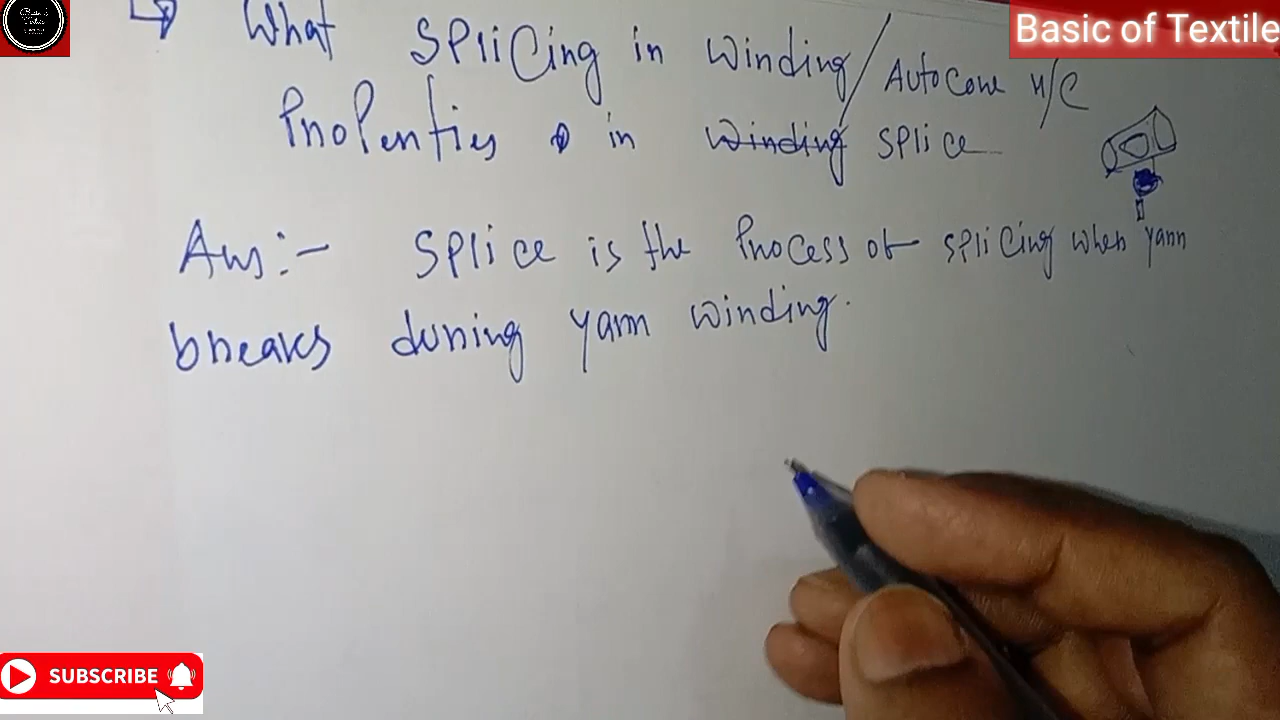 Basic of Textile
What Splicing in winding/Autocone M/C
Properties in winding splice
Ans:- Splice is the process of splicing when yarn
breaks during yarn winding.
SUBSCRIBE